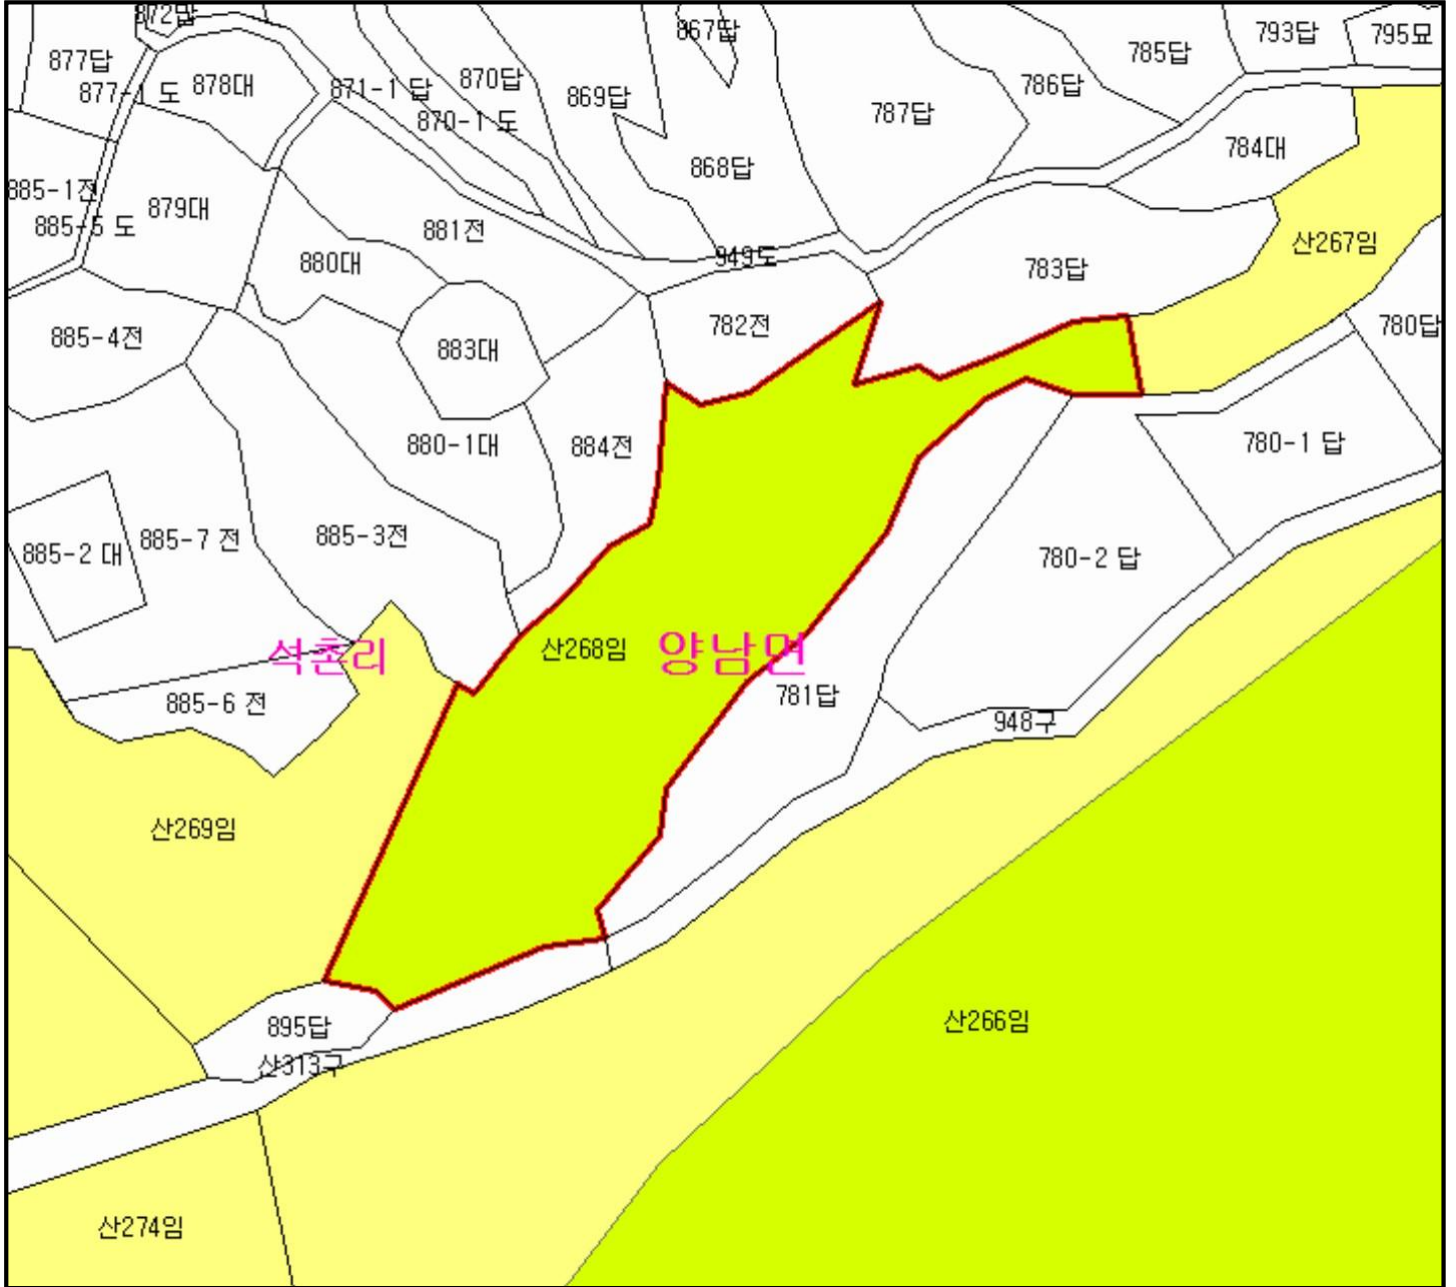 867답
793답
795묘
785답
877답
870답
878대
786답
871-1 답
877-1 도
869답
787답
870-1 도
784대
868답
885-1전
879대
885-5 도
881전
산267임
949도
880대
783답
782전
780답
885-4전
883대
880-1대
884전
780-1 답
885-3전
885-7 전
885-2 대
780-2 답
석촌리
산268임
양남면
781답
885-6 전
948구
산269임
산266임
895답
산313구
산274임